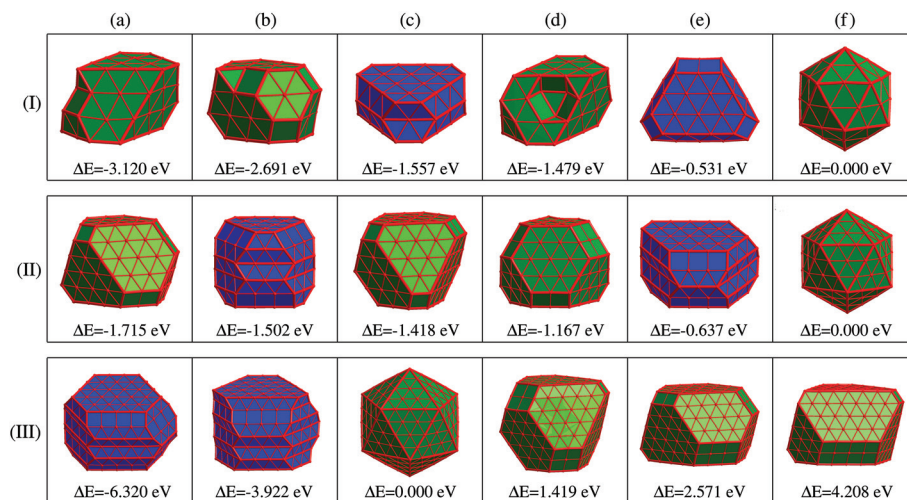 (a) (b) (c) (d) (e) (f)
(I)
ΔE=-3.120 eV ΔE=-2.691 eV ΔE=-1.557 eV ΔE=-1.479 eV ΔE=-0.531 eV ΔE=0.000 eV
(II)
ΔE=-1.715 eV ΔE=-1.502 eV ΔE=-1.418 eV ΔE=-1.167 eV ΔE=-0.637 eV ΔE=0.000 eV
(III)
ΔE=-6.320 eV ΔE=-3.922 eV ΔE=0.000 eV ΔE=1.419 eV ΔE=2.571 eV ΔE=4.208 eV